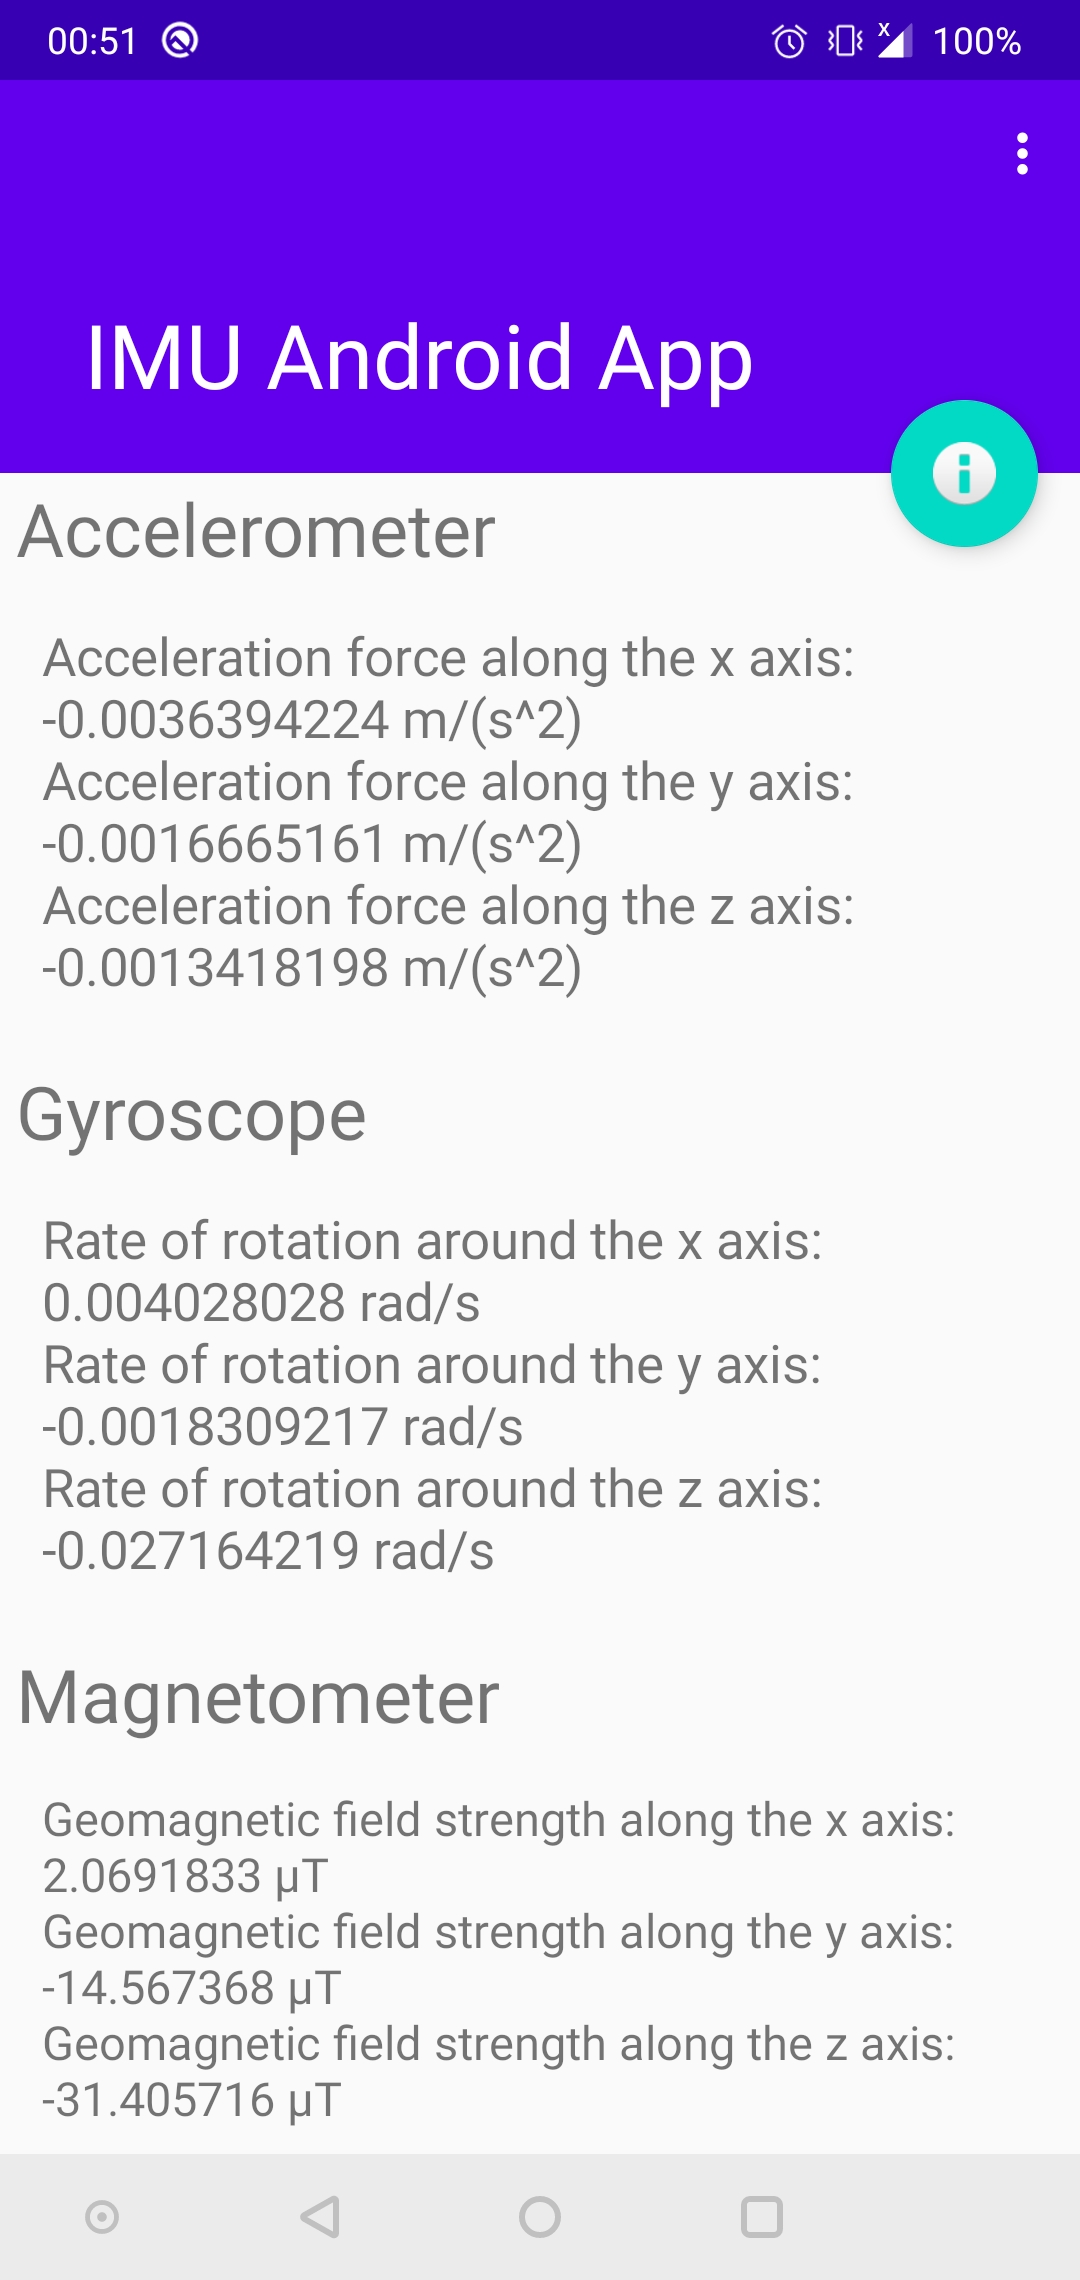 00:51
x
100%
IMU Android App
Accelerometer
Acceleration force along the x axis:
-0.0036394224 m/(s^2)
Acceleration force along the y axis:
-0.0016665161 m/(s^2)
Acceleration force along the z axis:
-0.0013418198 m/(s^2)
Gyroscope
Rate of rotation around the x axis:
0.004028028 rad/s
Rate of rotation around the y axis:
-0.0018309217 rad/s
Rate of rotation around the z axis:
-0.027164219 rad/s
Magnetometer
Geomagnetic field strength along the x axis:
2.0691833 μT
Geomagnetic field strength along the y axis:
-14.567368 μT
Geomagnetic field strength along the z axis:
-31.405716 μT